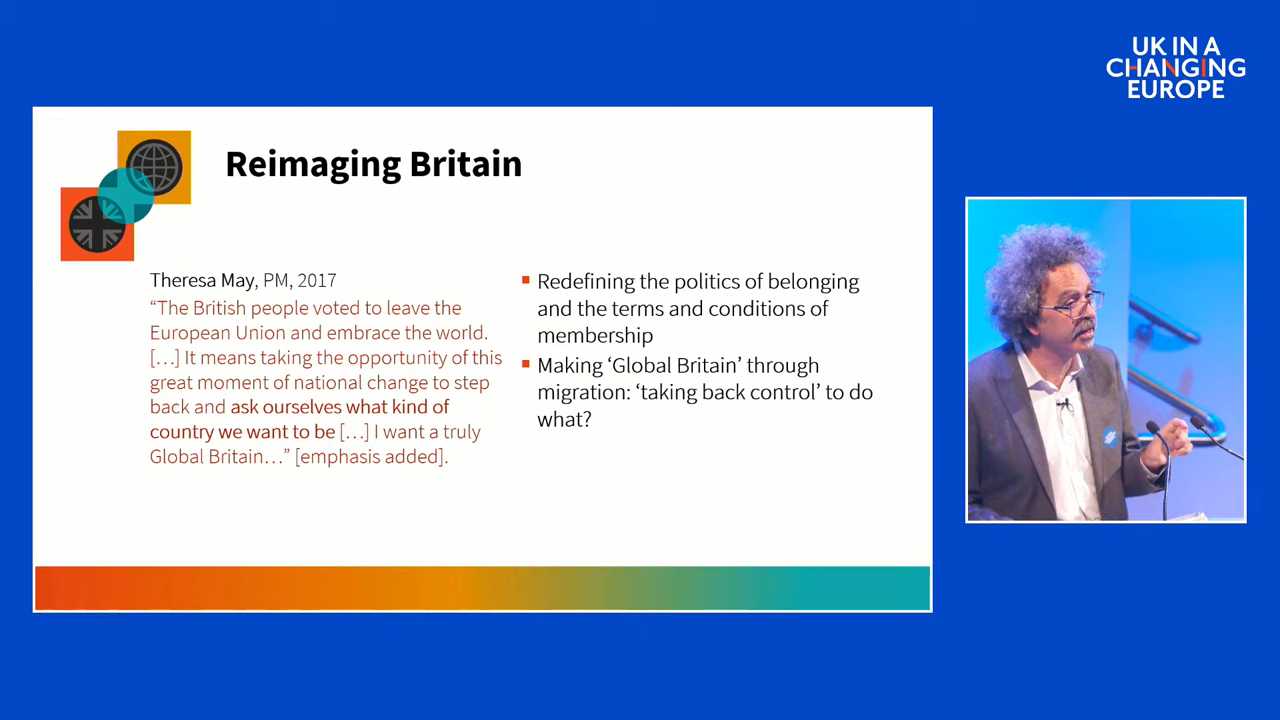 UK IN A
CHANGING
EUROPE
Reimaging Britain
Theresa May, PM, 2017
“The British people voted to leave the
European Union and embrace the world.
[…] It means taking the opportunity of this
great moment of national change to step
back and ask ourselves what kind of
country we want to be […] I want a truly
Global Britain…” [emphasis added].
Redefining the politics of belonging
and the terms and conditions of
membership
Making ‘Global Britain’ through
migration: ‘taking back control’ to do
what?